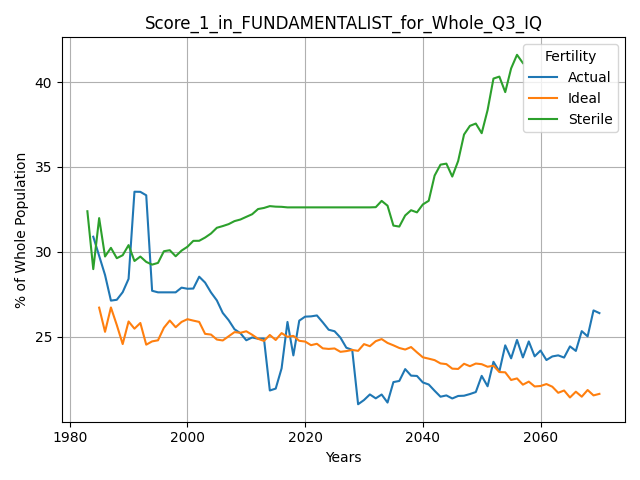 Score_1_in_FUNDAMENTALIST_for_Whole_Q3_IQ
Fertility
Actual
Ideal
Sterile
% of Whole Population
40
35
30
25
1980
2000
2020
2040
2060
Years